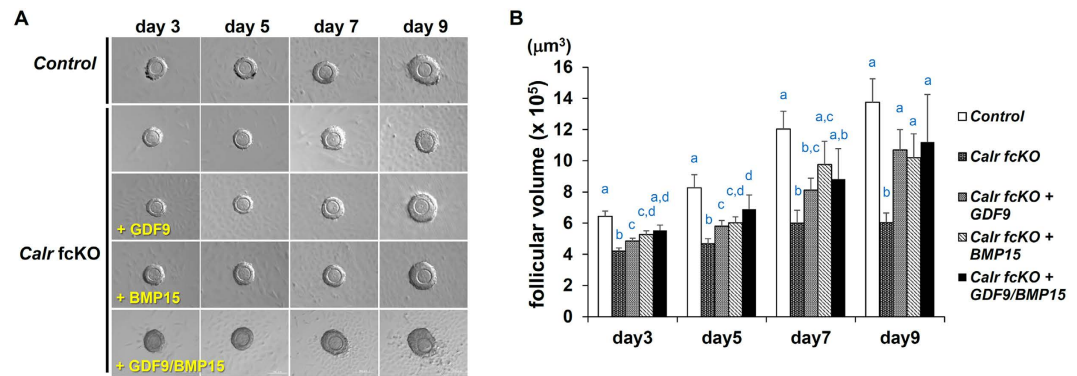 A
day 3 day 5 day 7 day 9
Control
Calr fcKO
+ GDF9
+ BMP15
+ GDF9/BMP15
B
(μm³)
follicular volume (x 10⁵)
16
14
12
10
8
6
4
2
0
a b c c,d a,d
a b c c,d d
a b b,c a,c a,b
a b a a a
day3 day5 day7 day9
Control
Calr fcKO
Calr fcKO +
GDF9
Calr fcKO +
BMP15
Calr fcKO +
GDF9/BMP15